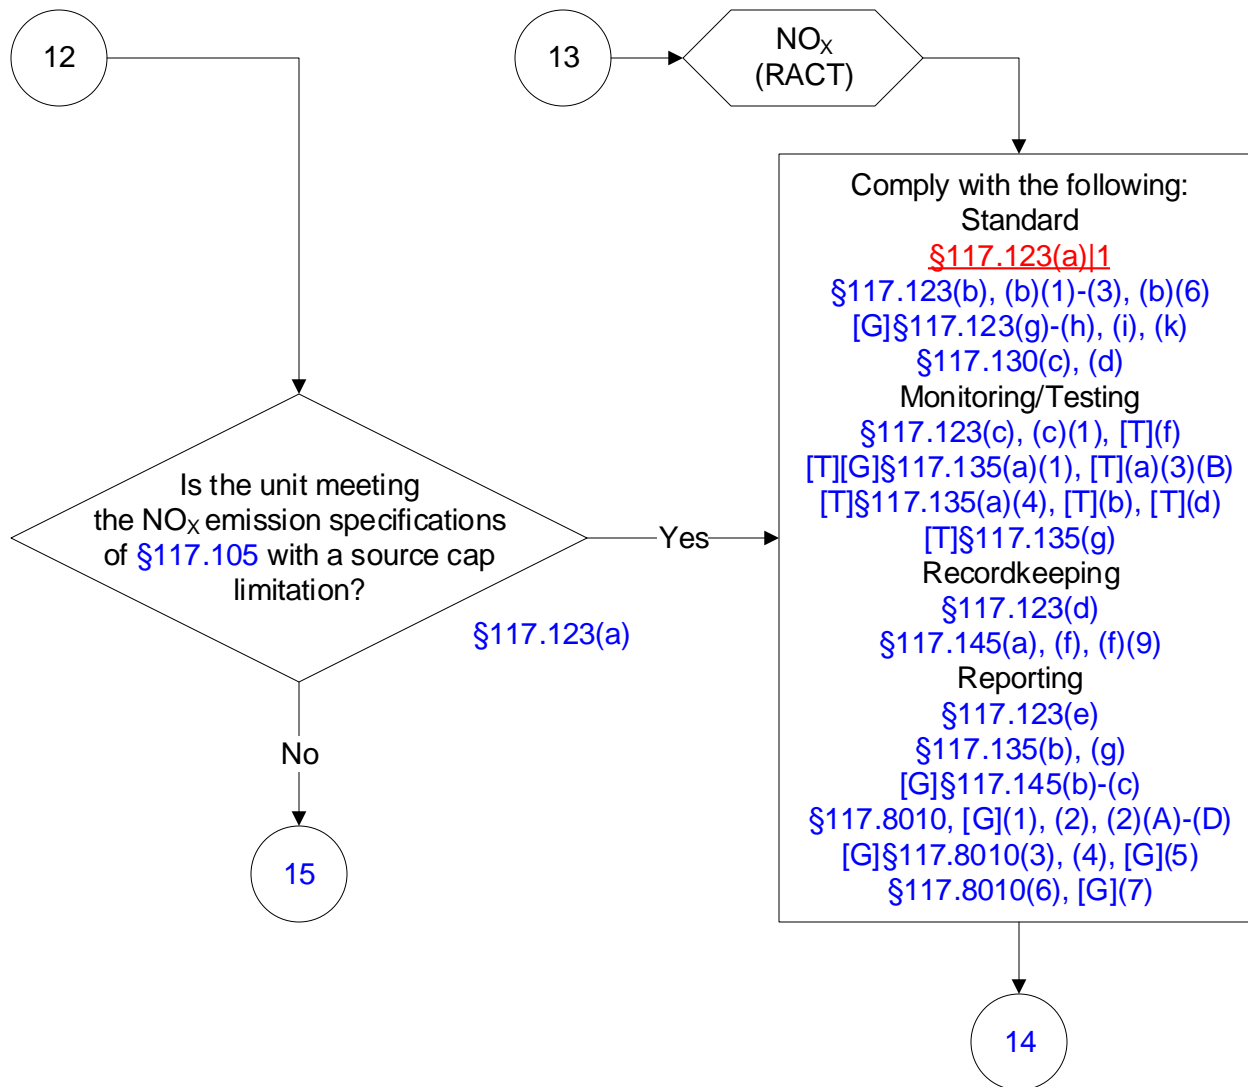 12
13
NOX
(RACT)
Comply with the following:
Standard
§117.123(a)|1
§117.123(b), (b)(1)-(3), (b)(6)
[G]§117.123(g)-(h), (i), (k)
§117.130(c), (d)
Monitoring/Testing
§117.123(c), (c)(1), [T](f)
[T][G]§117.135(a)(1), [T](a)(3)(B)
[T]§117.135(a)(4), [T](b), [T](d)
[T]§117.135(g)
Recordkeeping
§117.123(d)
§117.145(a), (f), (f)(9)
Reporting
§117.123(e)
§117.135(b), (g)
[G]§117.145(b)-(c)
§117.8010, [G](1), (2), (2)(A)-(D)
[G]§117.8010(3), (4), [G](5)
§117.8010(6), [G](7)
Is the unit meeting
the NOX emission specifications
of §117.105 with a source cap
limitation?
Yes
§117.123(a)
No
15
14